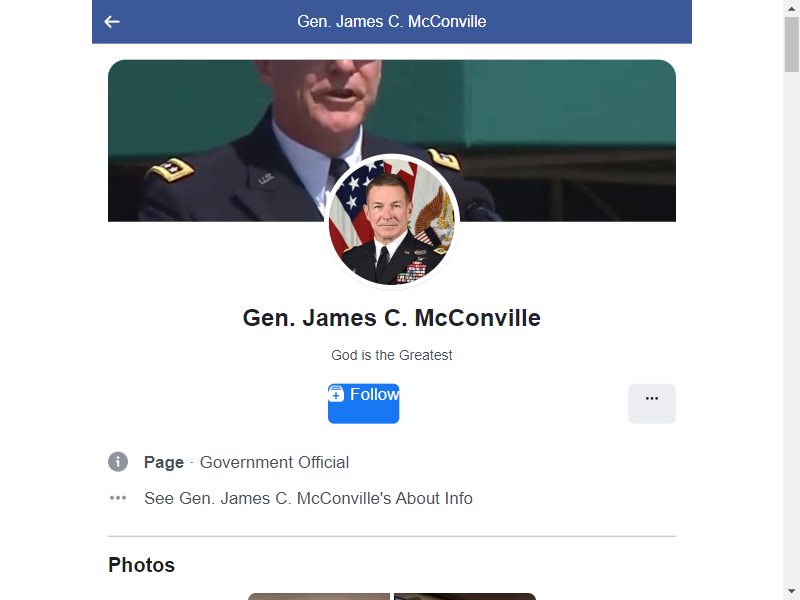 Gen. James C. McConville
Gen. James C. McConville
God is the Greatest
Follow
Page · Government Official
See Gen. James C. McConville's About Info
Photos